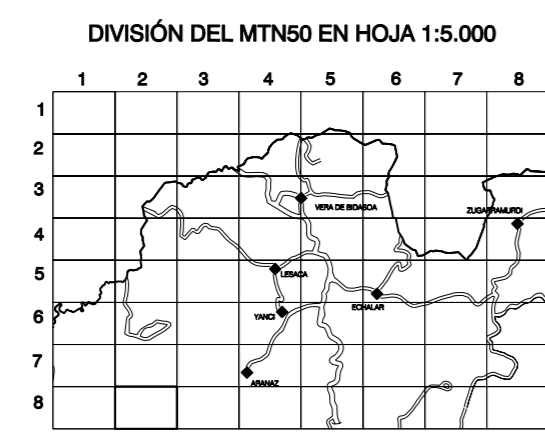 DIVISIÓN DEL MTN50 EN HOJA 1:5.000
1 2 3 4 5 6 7 8
1
2
3
VERA DE BIDASOA
ZUGARRAMURDI
4
5
LESACA
ECHALAR
6
YANCI
7
ARANAZ
8